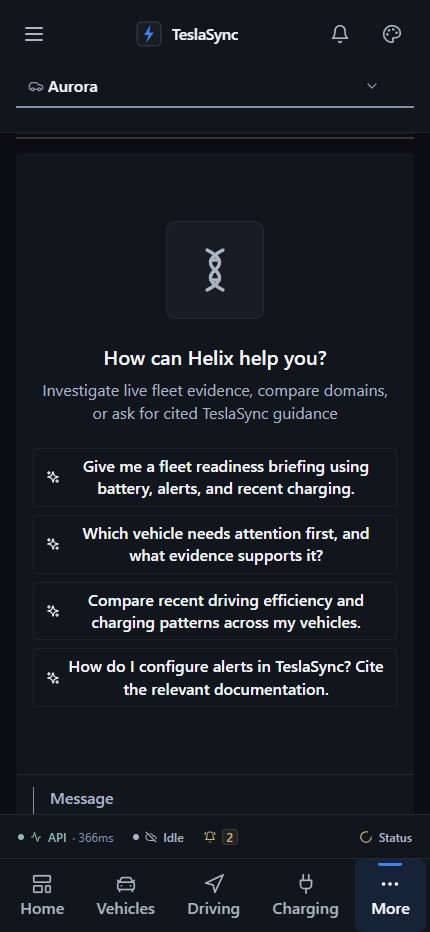 TeslaSync
Aurora
How can Helix help you?
Investigate live fleet evidence, compare domains,
or ask for cited TeslaSync guidance
Give me a fleet readiness briefing using
battery, alerts, and recent charging.
Which vehicle needs attention first, and
what evidence supports it?
Compare recent driving efficiency and
charging patterns across my vehicles.
How do I configure alerts in TeslaSync? Cite
the relevant documentation.
Message
API · 366ms Idle 2 Status
Home Vehicles Driving Charging More